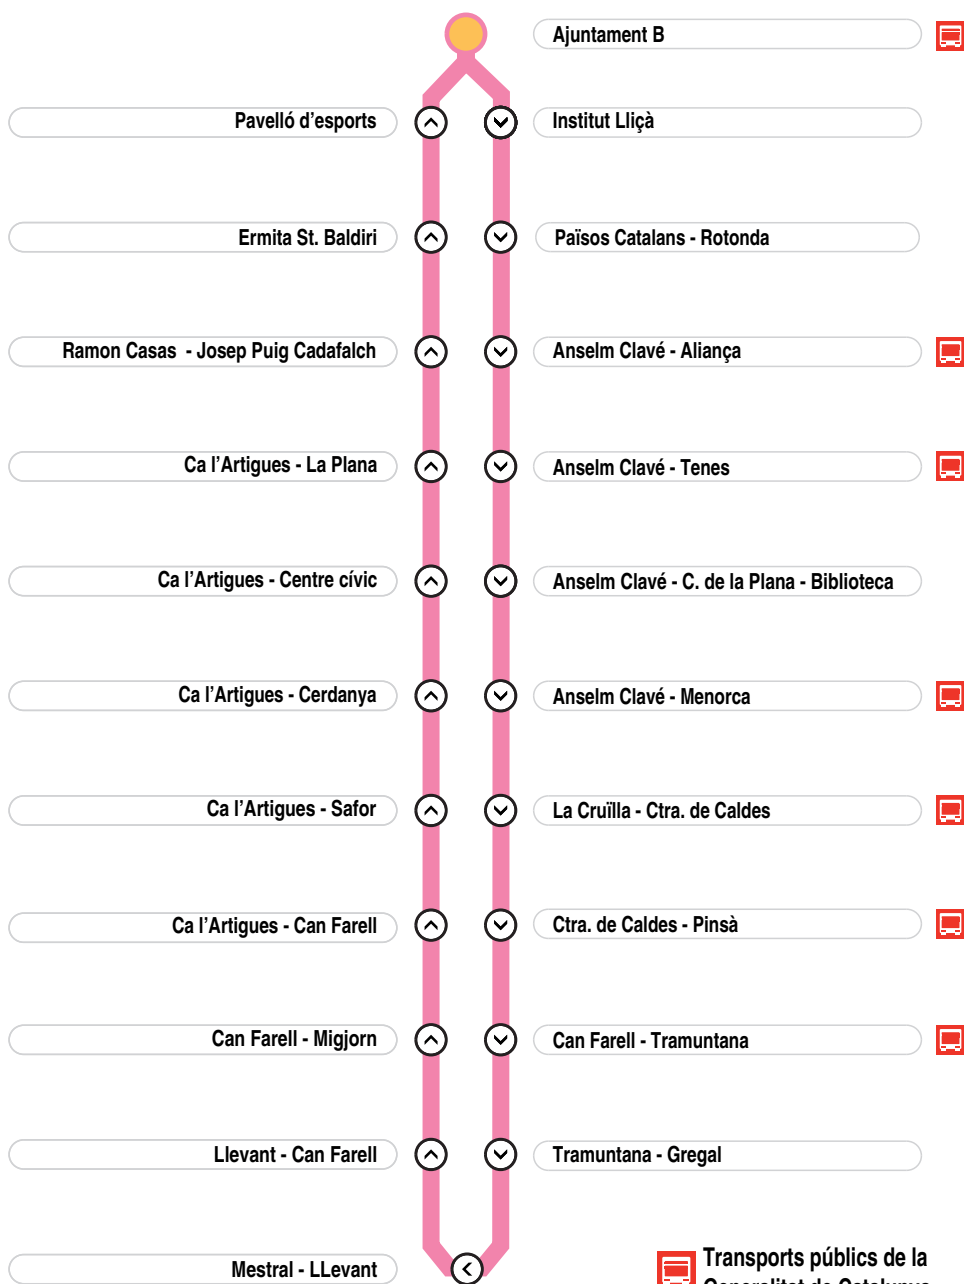 Ajuntament B
Pavelló d'esports
Institut Lliçà
Ermita St. Baldiri
Països Catalans - Rotonda
Ramon Casas - Josep Puig Cadafalch
Anselm Clavé - Aliança
Ca l'Artigues - La Plana
Anselm Clavé - Tenes
Ca l'Artigues - Centre cívic
Anselm Clavé - C. de la Plana - Biblioteca
Ca l'Artigues - Cerdanya
Anselm Clavé - Menorca
Ca l'Artigues - Safor
La Cruïlla - Ctra. de Caldes
Ca l'Artigues - Can Farell
Ctra. de Caldes - Pinsà
Can Farell - Migjorn
Can Farell - Tramuntana
Llevant - Can Farell
Tramuntana - Gregal
Mestral - LLevant
Transports públics de la
Generalitat de Catalunya